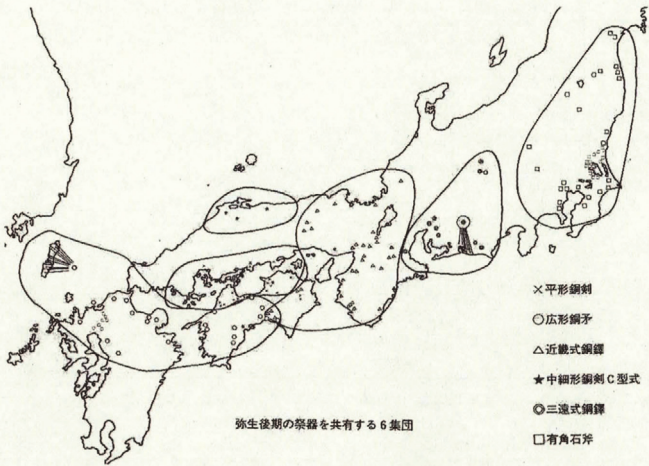 弥生後期の祭器を共有する6集団
×平形銅剣
○広形銅矛
△近畿式銅鐸
★中細形銅剣C型式
◎三遠式銅鐸
□有角石斧